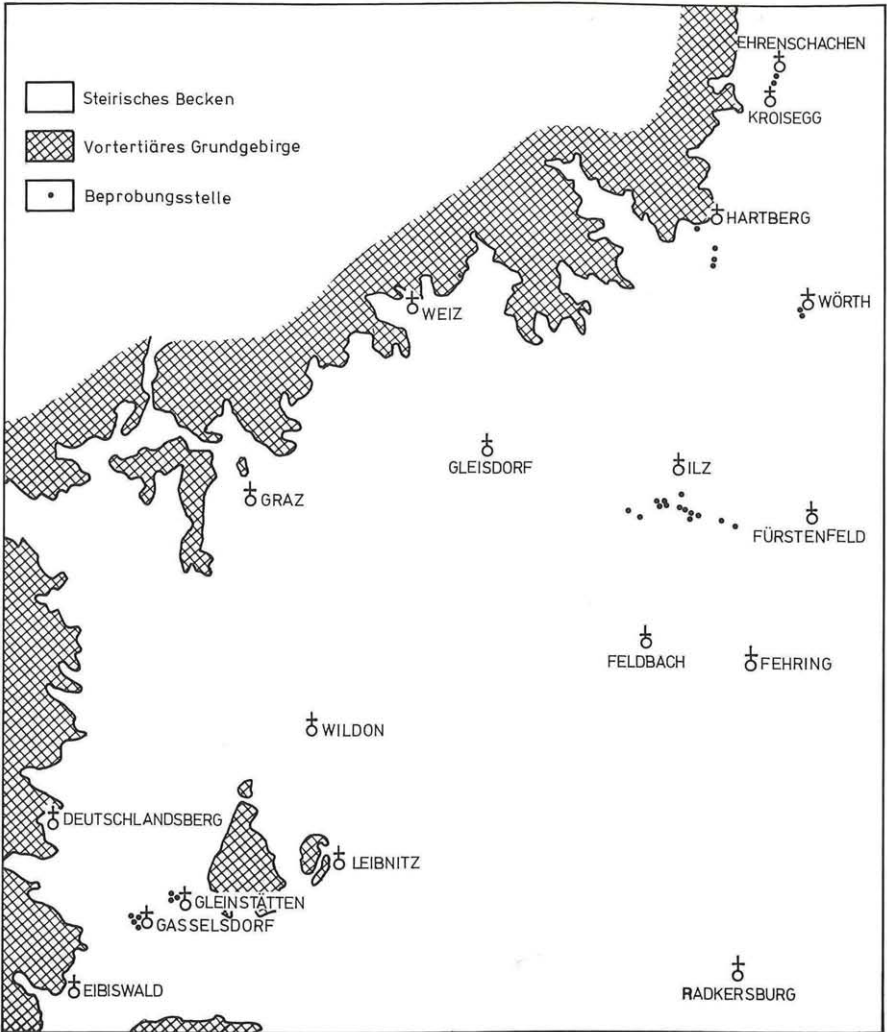 EHRENSCHACHEN
Steirisches Becken
KROISEGG
Vortertiäres Grundgebirge
Beprobungsstelle
HARTBERG
WÖRTH
WEIZ
GLEISDORF
ILZ
GRAZ
FÜRSTENFELD
FELDBACH
FEHRING
WILDON
DEUTSCHLANDSBERG
LEIBNITZ
GLEINSTÄTTEN
GASSELSDORF
EIBISWALD
RADKERSBURG